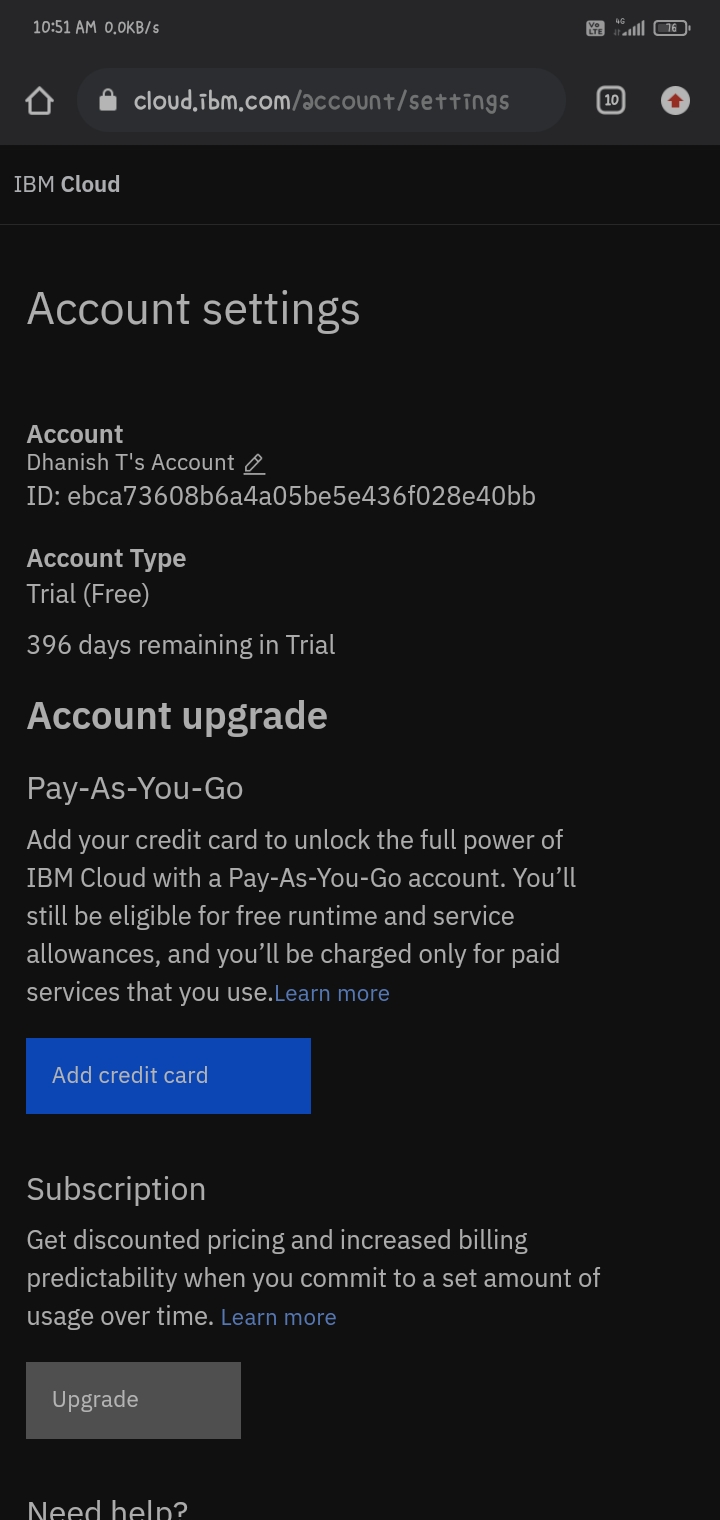 10:51 AM 0.0KB/s
Vo LTE 4G 76
cloud.ibm.com/account/settings
10
IBM Cloud
Account settings
Account
Dhanish T's Account
ID: ebca73608b6a4a05be5e436f028e40bb
Account Type
Trial (Free)
396 days remaining in Trial
Account upgrade
Pay-As-You-Go
Add your credit card to unlock the full power of
IBM Cloud with a Pay-As-You-Go account. You’ll
still be eligible for free runtime and service
allowances, and you’ll be charged only for paid
services that you use.Learn more
Add credit card
Subscription
Get discounted pricing and increased billing
predictability when you commit to a set amount of
usage over time. Learn more
Upgrade
Need help?